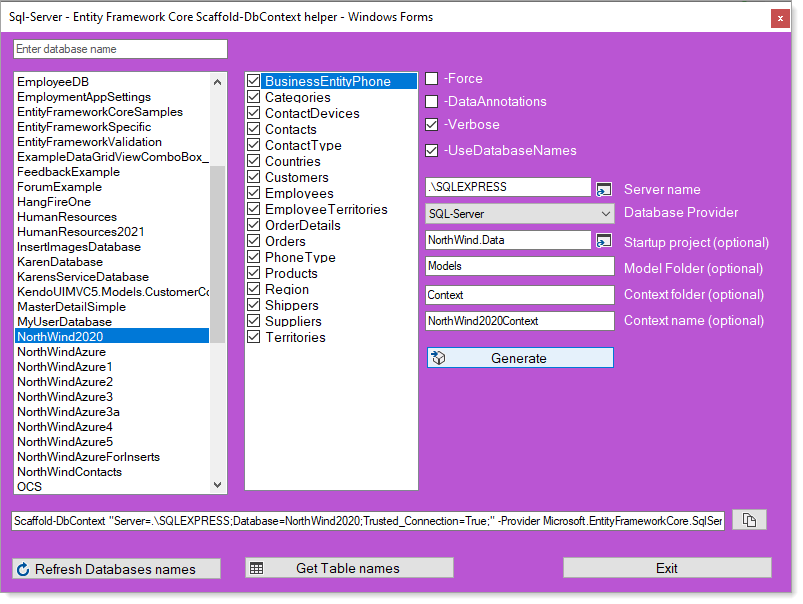 Sql-Server - Entity Framework Core Scaffold-DbContext helper - Windows Forms
Enter database name
EmployeeDB
EmploymentAppSettings
EntityFrameworkCoreSamples
EntityFrameworkSpecific
EntityFrameworkValidation
ExampleDataGridViewComboBox_
FeedbackExample
ForumExample
HangFireOne
HumanResources
HumanResources2021
InsertImagesDatabase
KarenDatabase
KarensServiceDatabase
KendoUIMVC5.Models.CustomerCo
MasterDetailSimple
MyUserDatabase
NorthWind2020
NorthWindAzure
NorthWindAzure1
NorthWindAzure2
NorthWindAzure3
NorthWindAzure3a
NorthWindAzure4
NorthWindAzure5
NorthWindAzureForInserts
NorthWindContacts
OCS
BusinessEntityPhone
Categories
ContactDevices
Contacts
ContactType
Countries
Customers
Employees
EmployeeTerritories
OrderDetails
Orders
PhoneType
Products
Region
Shippers
Suppliers
Territories
-Force
-DataAnnotations
-Verbose
-UseDatabaseNames
.\SQLEXPRESS Server name
SQL-Server Database Provider
NorthWind.Data Startup project (optional)
Models Model Folder (optional)
Context Context folder (optional)
NorthWind2020Context Context name (optional)
Generate
Scaffold-DbContext "Server=.\SQLEXPRESS;Database=NorthWind2020;Trusted_Connection=True;" -Provider Microsoft.EntityFrameworkCore.SqlSer
Refresh Databases names Get Table names Exit